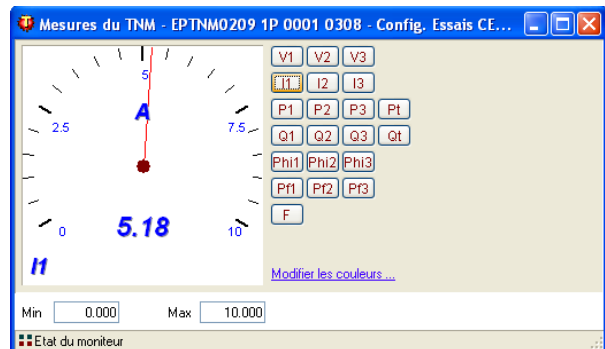 Mesures du TNM - EPTNM0209 1P 0001 0308 - Config. Essais CE...
V1 V2 V3
5
I1 I2 I3
A
P1 P2 P3 Pt
2.5 7.5
Q1 Q2 Q3 Qt
Phi1 Phi2 Phi3
Pf1 Pf2 Pf3
F
0 5.18 10
I1
Modifier les couleurs ...
Min 0.000 Max 10.000
Etat du moniteur